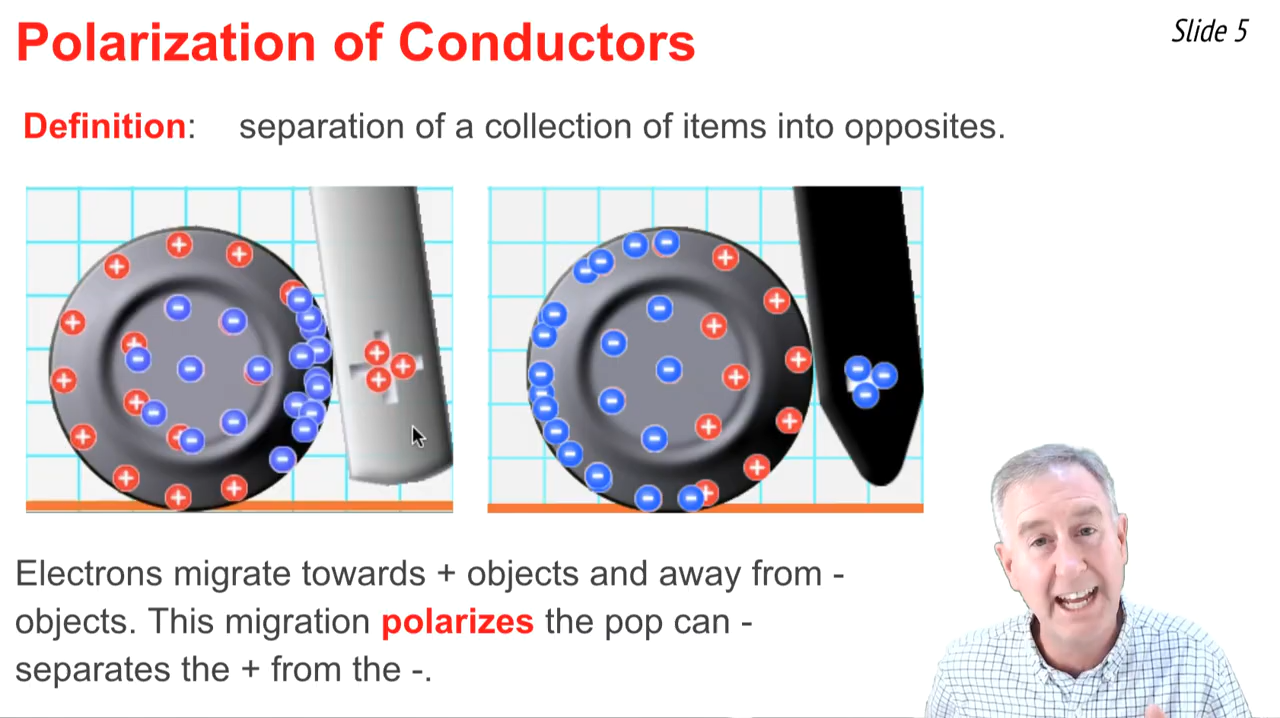 Polarization of Conductors
Slide 5
Definition: separation of a collection of items into opposites.
Electrons migrate towards + objects and away from -
objects. This migration polarizes the pop can -
separates the + from the -.